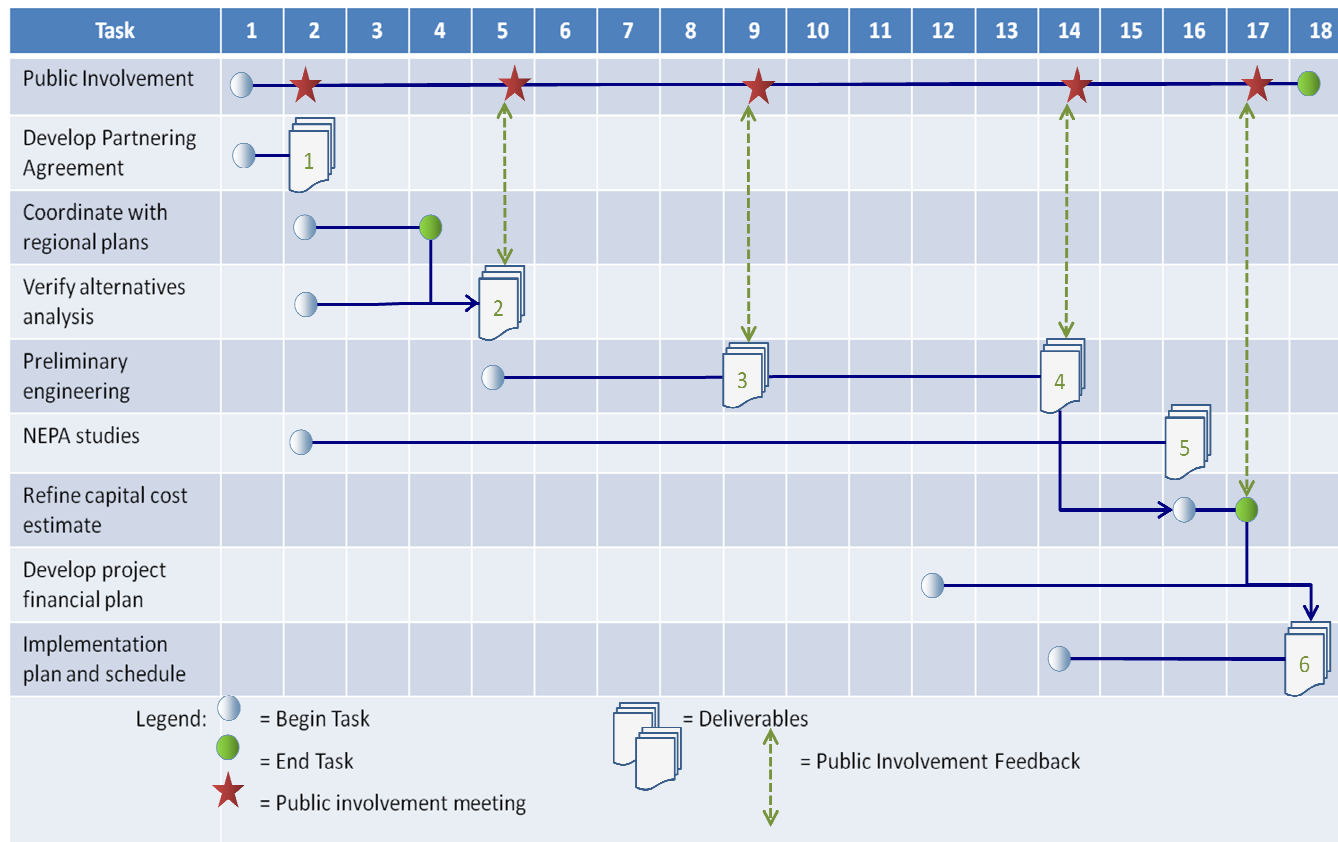 Task 1 2 3 4 5 6 7 8 9 10 11 12 13 14 15 16 17 18
Public Involvement
Develop Partnering
Agreement
1
Coordinate with
regional plans
Verify alternatives
analysis
2
Preliminary
engineering
3 4
NEPA studies
5
Refine capital cost
estimate
Develop project
financial plan
Implementation
plan and schedule
6
Legend: = Begin Task = Deliverables
= End Task = Public Involvement Feedback
= Public involvement meeting